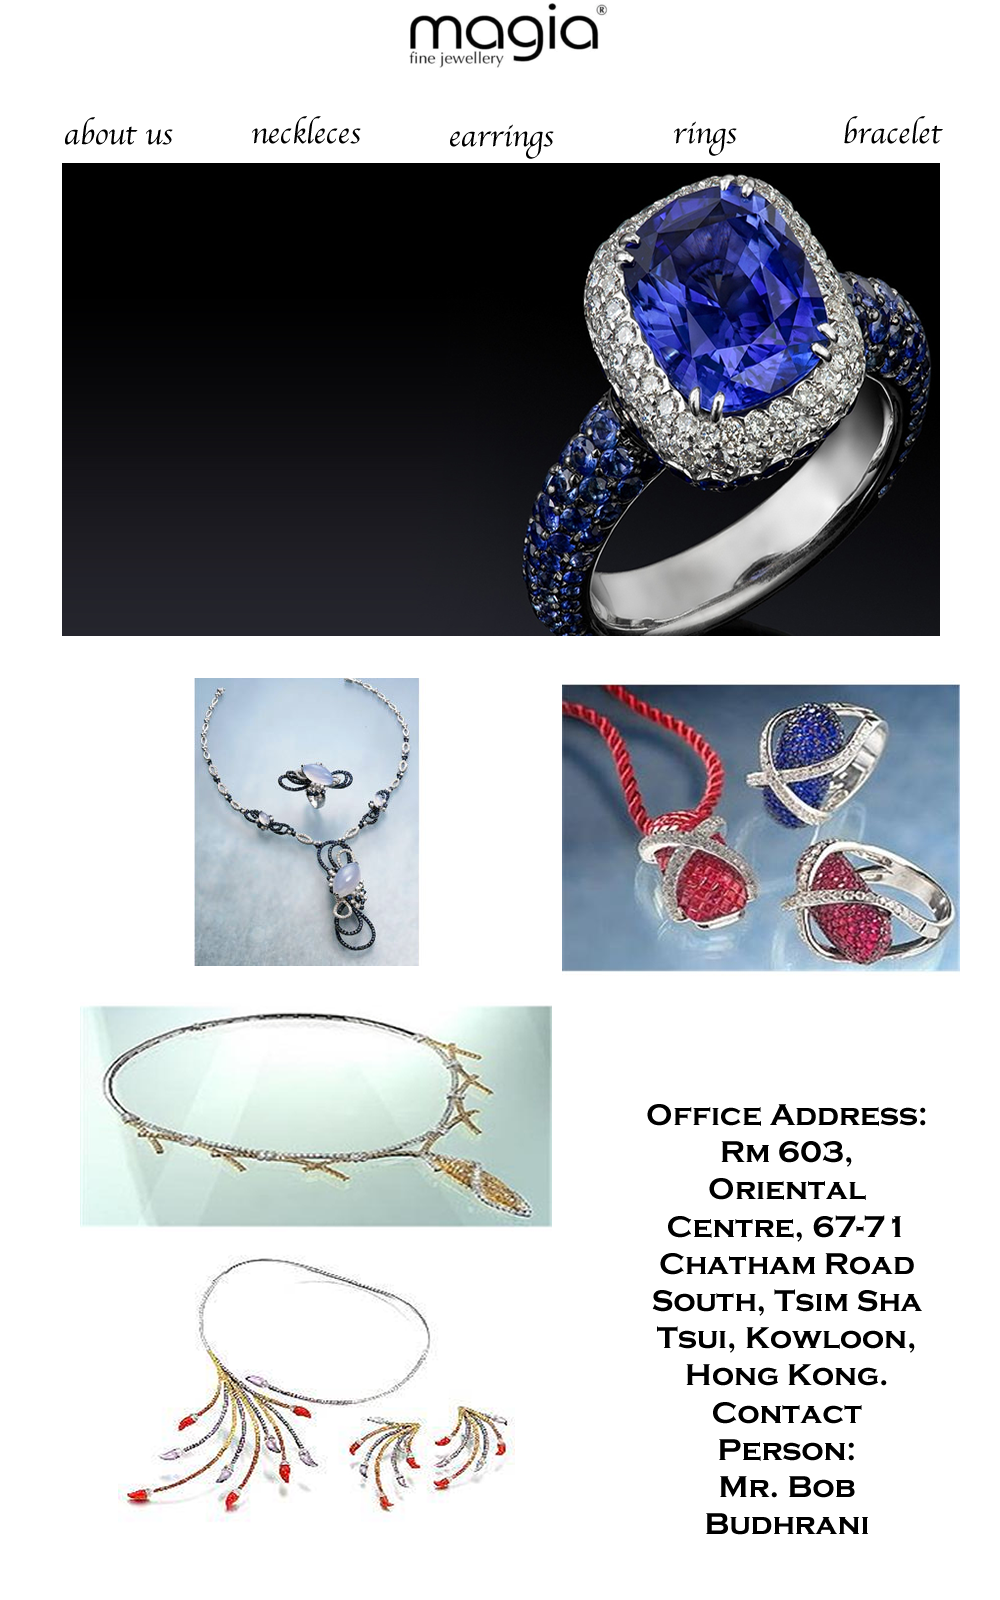 magia®
fine jewellery
about us neckleces earrings rings bracelet
Office Address:
Rm 603,
Oriental
Centre, 67-71
Chatham Road
South, Tsim Sha
Tsui, Kowloon,
Hong Kong.
Contact
Person:
Mr. Bob
Budhrani